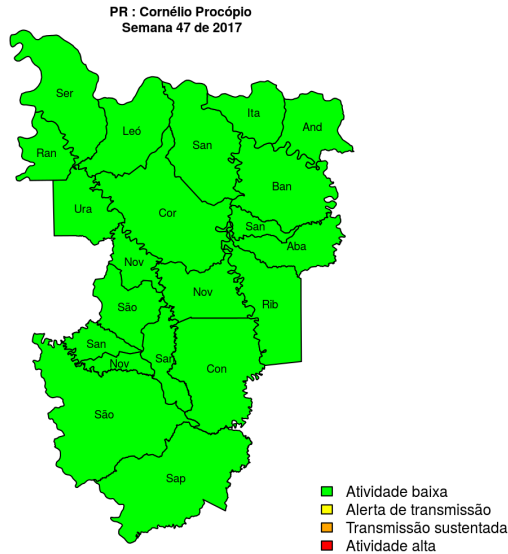 PR : Cornélio Procópio
Semana 47 de 2017
Ser
Ita
Leó
And
San
Ran
Ban
Ura
Cor
San
Aba
Nov
Nov
São
Rib
San
San
Nov
Con
São
Sap
Atividade baixa
Alerta de transmissão
Transmissão sustentada
Atividade alta